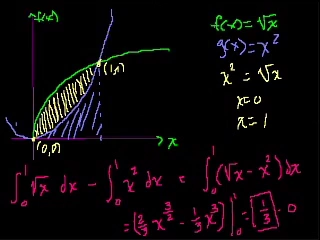 f(x)
f(x) = √x
g(x) = x²
x² = √x
x = 0
x = 1
(1,1)
(0,0)
x
∫₀¹ √x dx − ∫₀¹ x² dx = ∫₀¹ (√x − x²) dx
= (2/3 x^(3/2) − 1/3 x³) |₀¹ = 1/3 - 0